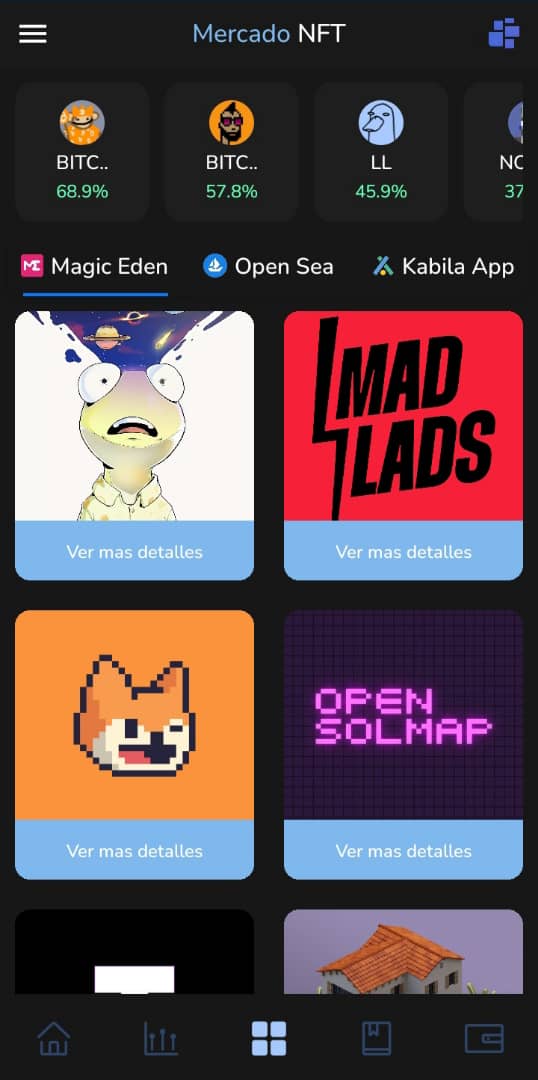 Mercado NFT
BITC..
68.9%
BITC..
57.8%
LL
45.9%
NC
37
Magic Eden
Open Sea
Kabila App
MAD
LADS
Ver mas detalles
Ver mas detalles
OPEN
SOLMAP
Ver mas detalles
Ver mas detalles